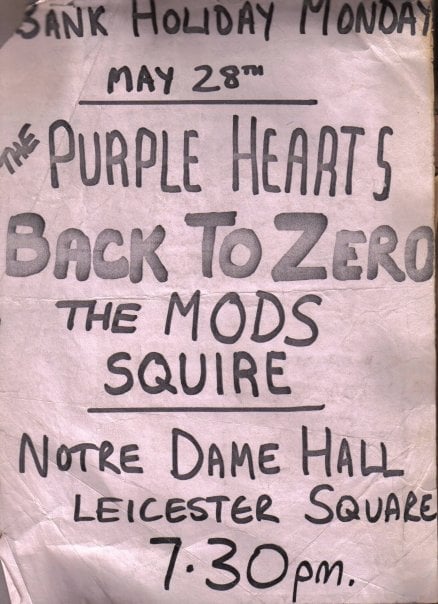 BANK HOLIDAY MONDAY
MAY 28TH
THE PURPLE HEARTS
BACK TO ZERO
THE MODS
SQUIRE
NOTRE DAME HALL
LEICESTER SQUARE
7.30pm.